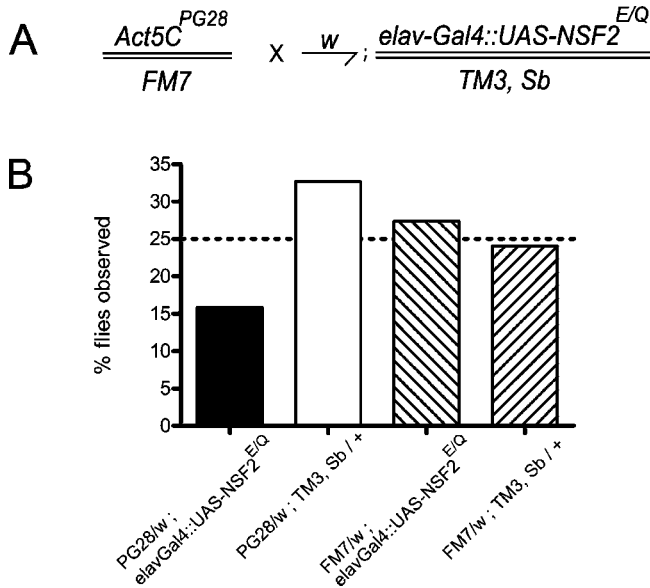 A
Act5C^PG28
FM7
X
w
;
elav-Gal4::UAS-NSF2^E/Q
TM3, Sb
B
% flies observed
35
30
25
20
15
10
5
0
PG28/w ;
elavGal4::UAS-NSF2^E/Q
PG28/w ; TM3, Sb / +
FM7/w ;
elavGal4::UAS-NSF2^E/Q
FM7/w ; TM3, Sb / +